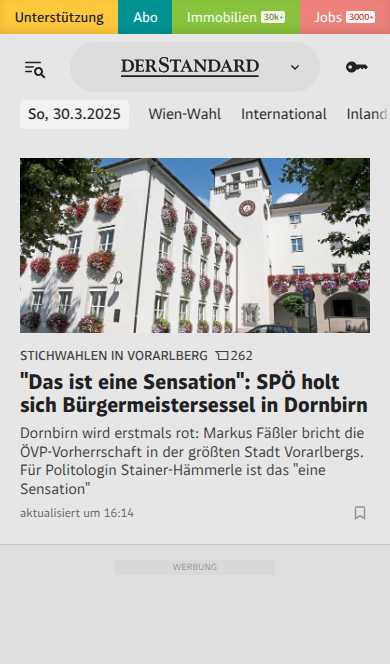 Unterstützung Abo Immobilien 30k+ Jobs 3000+
DERSTANDARD
So, 30.3.2025 Wien-Wahl International Inland
STICHWAHLEN IN VORARLBERG 262
"Das ist eine Sensation": SPÖ holt
sich Bürgermeistersessel in Dornbirn
Dornbirn wird erstmals rot: Markus Fäßler bricht die
ÖVP-Vorherrschaft in der größten Stadt Vorarlbergs.
Für Politologin Stainer-Hämmerle ist das "eine
Sensation"
aktualisiert um 16:14
WERBUNG